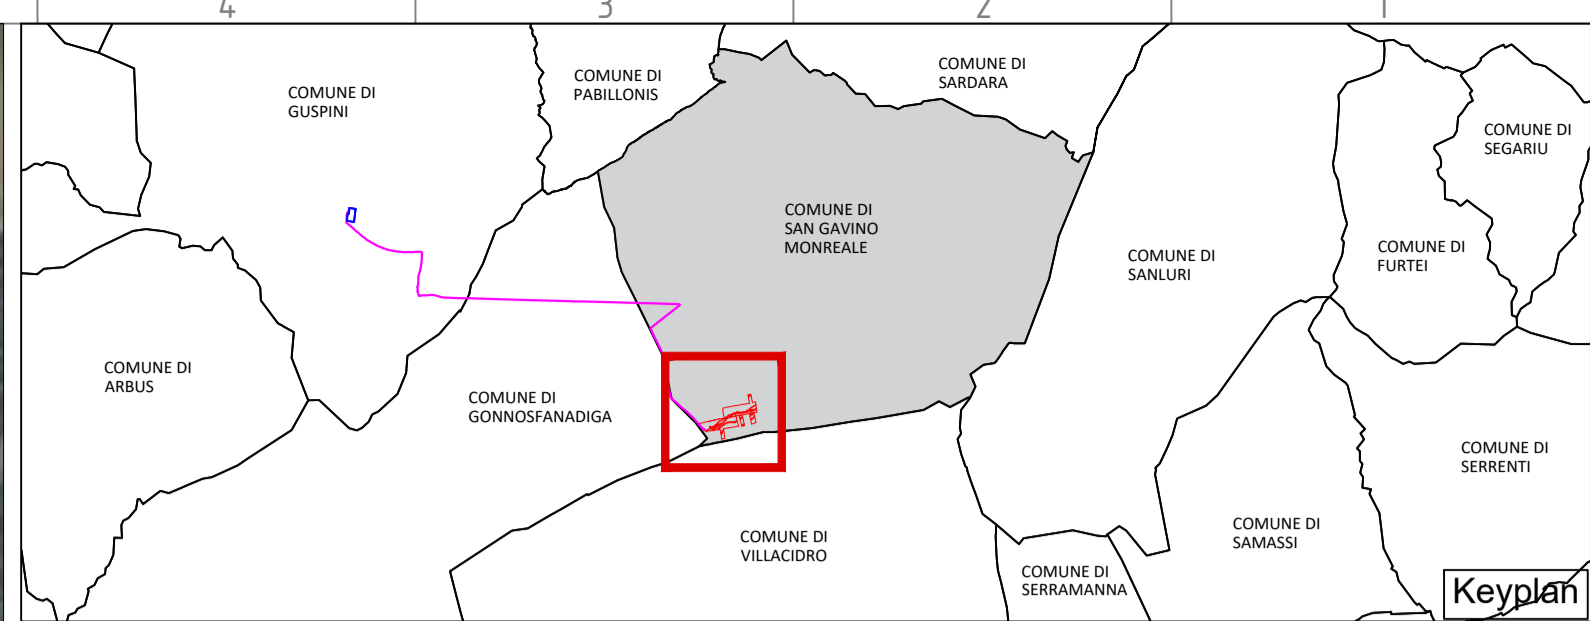 4
3
2
1
COMUNE DI
GUSPINI
COMUNE DI
PABILLONIS
COMUNE DI
SARDARA
COMUNE DI
SEGARIU
COMUNE DI
SAN GAVINO
MONREALE
COMUNE DI
SANLURI
COMUNE DI
FURTEI
COMUNE DI
ARBUS
COMUNE DI
GONNOSFANADIGA
COMUNE DI
SERRENTI
COMUNE DI
VILLACIDRO
COMUNE DI
SAMASSI
COMUNE DI
SERRAMANNA
Keyplan